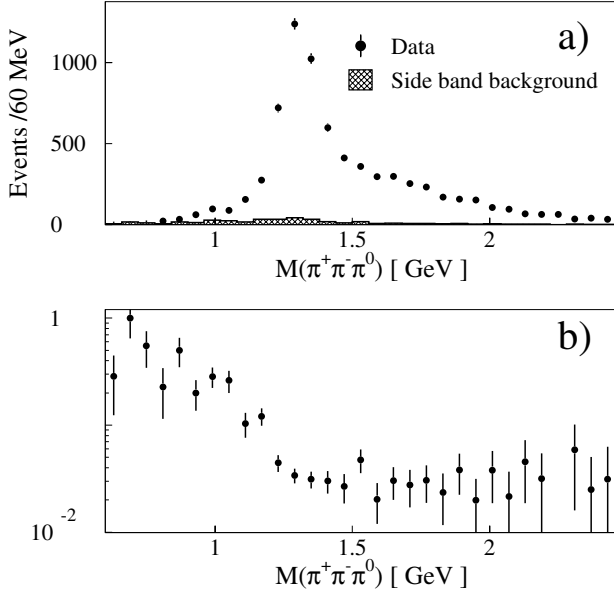 a)
Data
Side band background
Events /60 MeV
1000
500
0
1 1.5 2
M(π⁺π⁻π⁰) [ GeV ]
b)
1
10⁻²
1 1.5 2
M(π⁺π⁻π⁰) [ GeV ]